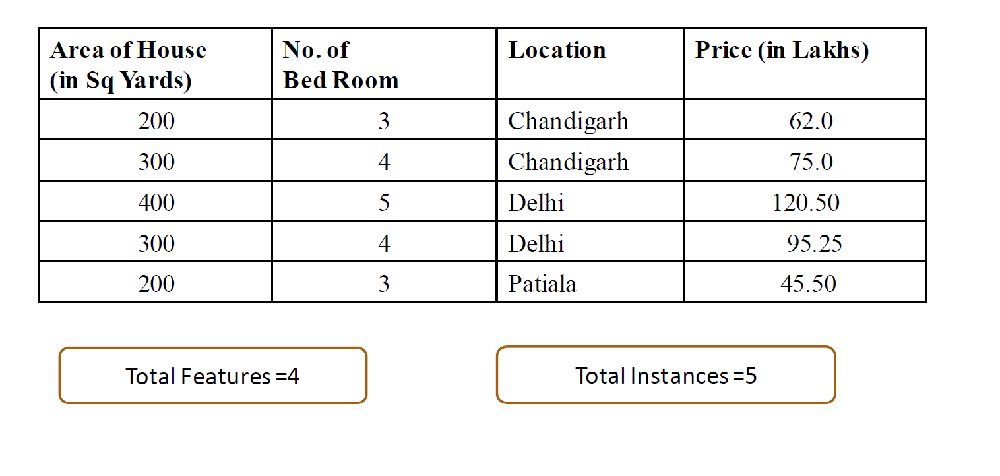 Area of House
(in Sq Yards)
No. of
Bed Room
Location
Price (in Lakhs)
200 3 Chandigarh 62.0
300 4 Chandigarh 75.0
400 5 Delhi 120.50
300 4 Delhi 95.25
200 3 Patiala 45.50
Total Features =4
Total Instances =5